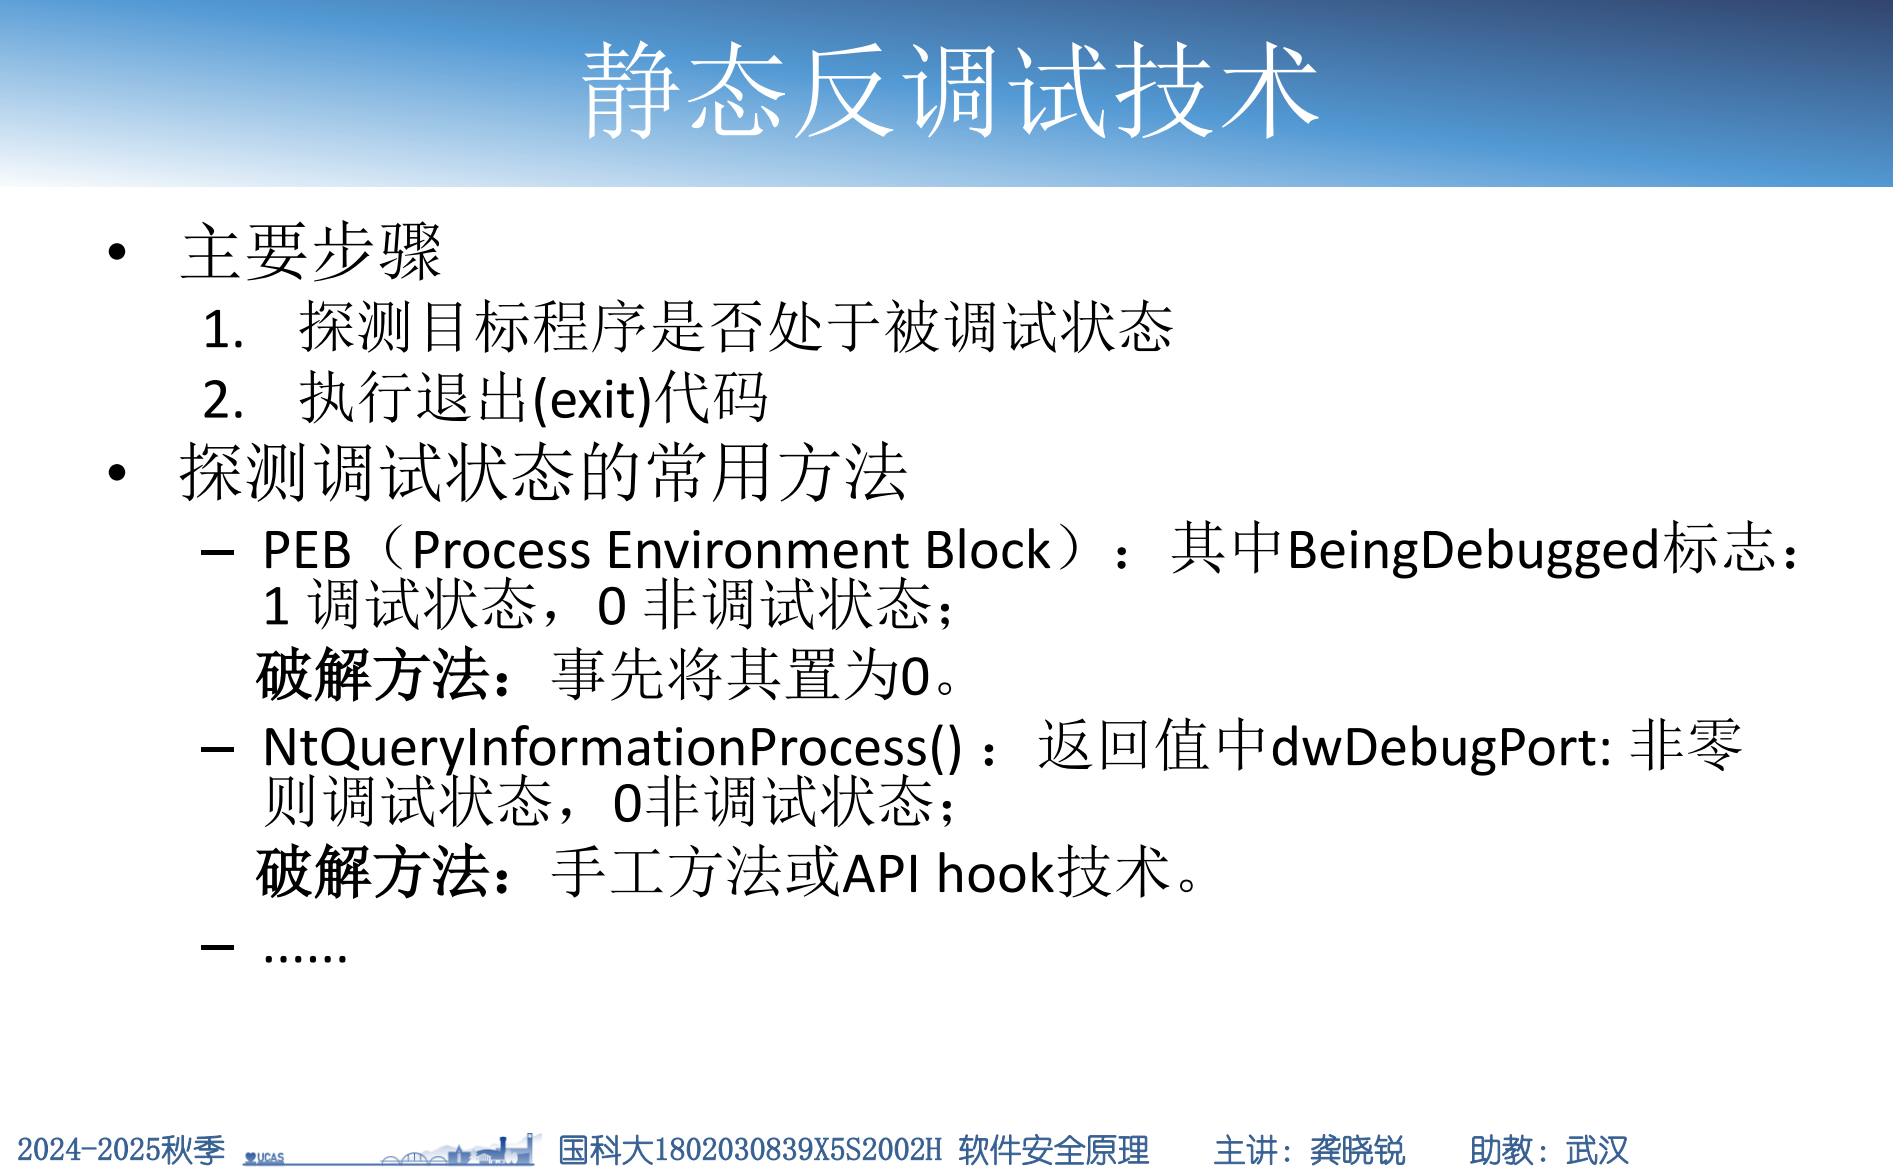 静态反调试技术
• 主要步骤
1. 探测目标程序是否处于被调试状态
2. 执行退出(exit)代码
• 探测调试状态的常用方法
– PEB（Process Environment Block）：其中BeingDebugged标志：
1 调试状态，0 非调试状态；
破解方法：事先将其置为0。
– NtQueryInformationProcess() ：返回值中dwDebugPort: 非零
则调试状态，0非调试状态；
破解方法：手工方法或API hook技术。
– ......
2024-2025秋季 UCAS 国科大1802030839X5S2002H 软件安全原理 主讲：龚晓锐 助教：武汉